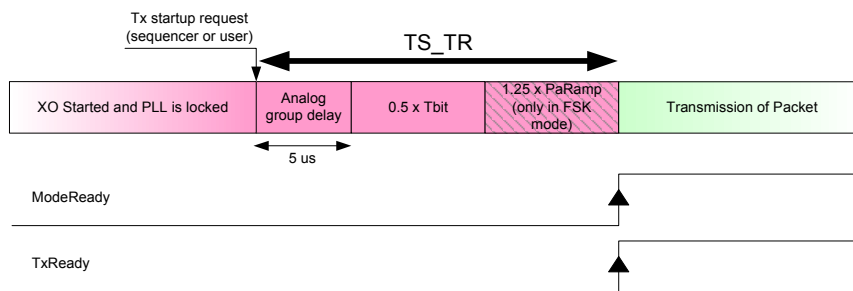 Tx startup request
(sequencer or user)
TS_TR
XO Started and PLL is locked
Analog
group delay
0.5 x Tbit
1.25 x PaRamp
(only in FSK
mode)
Transmission of Packet
5 us
ModeReady
TxReady